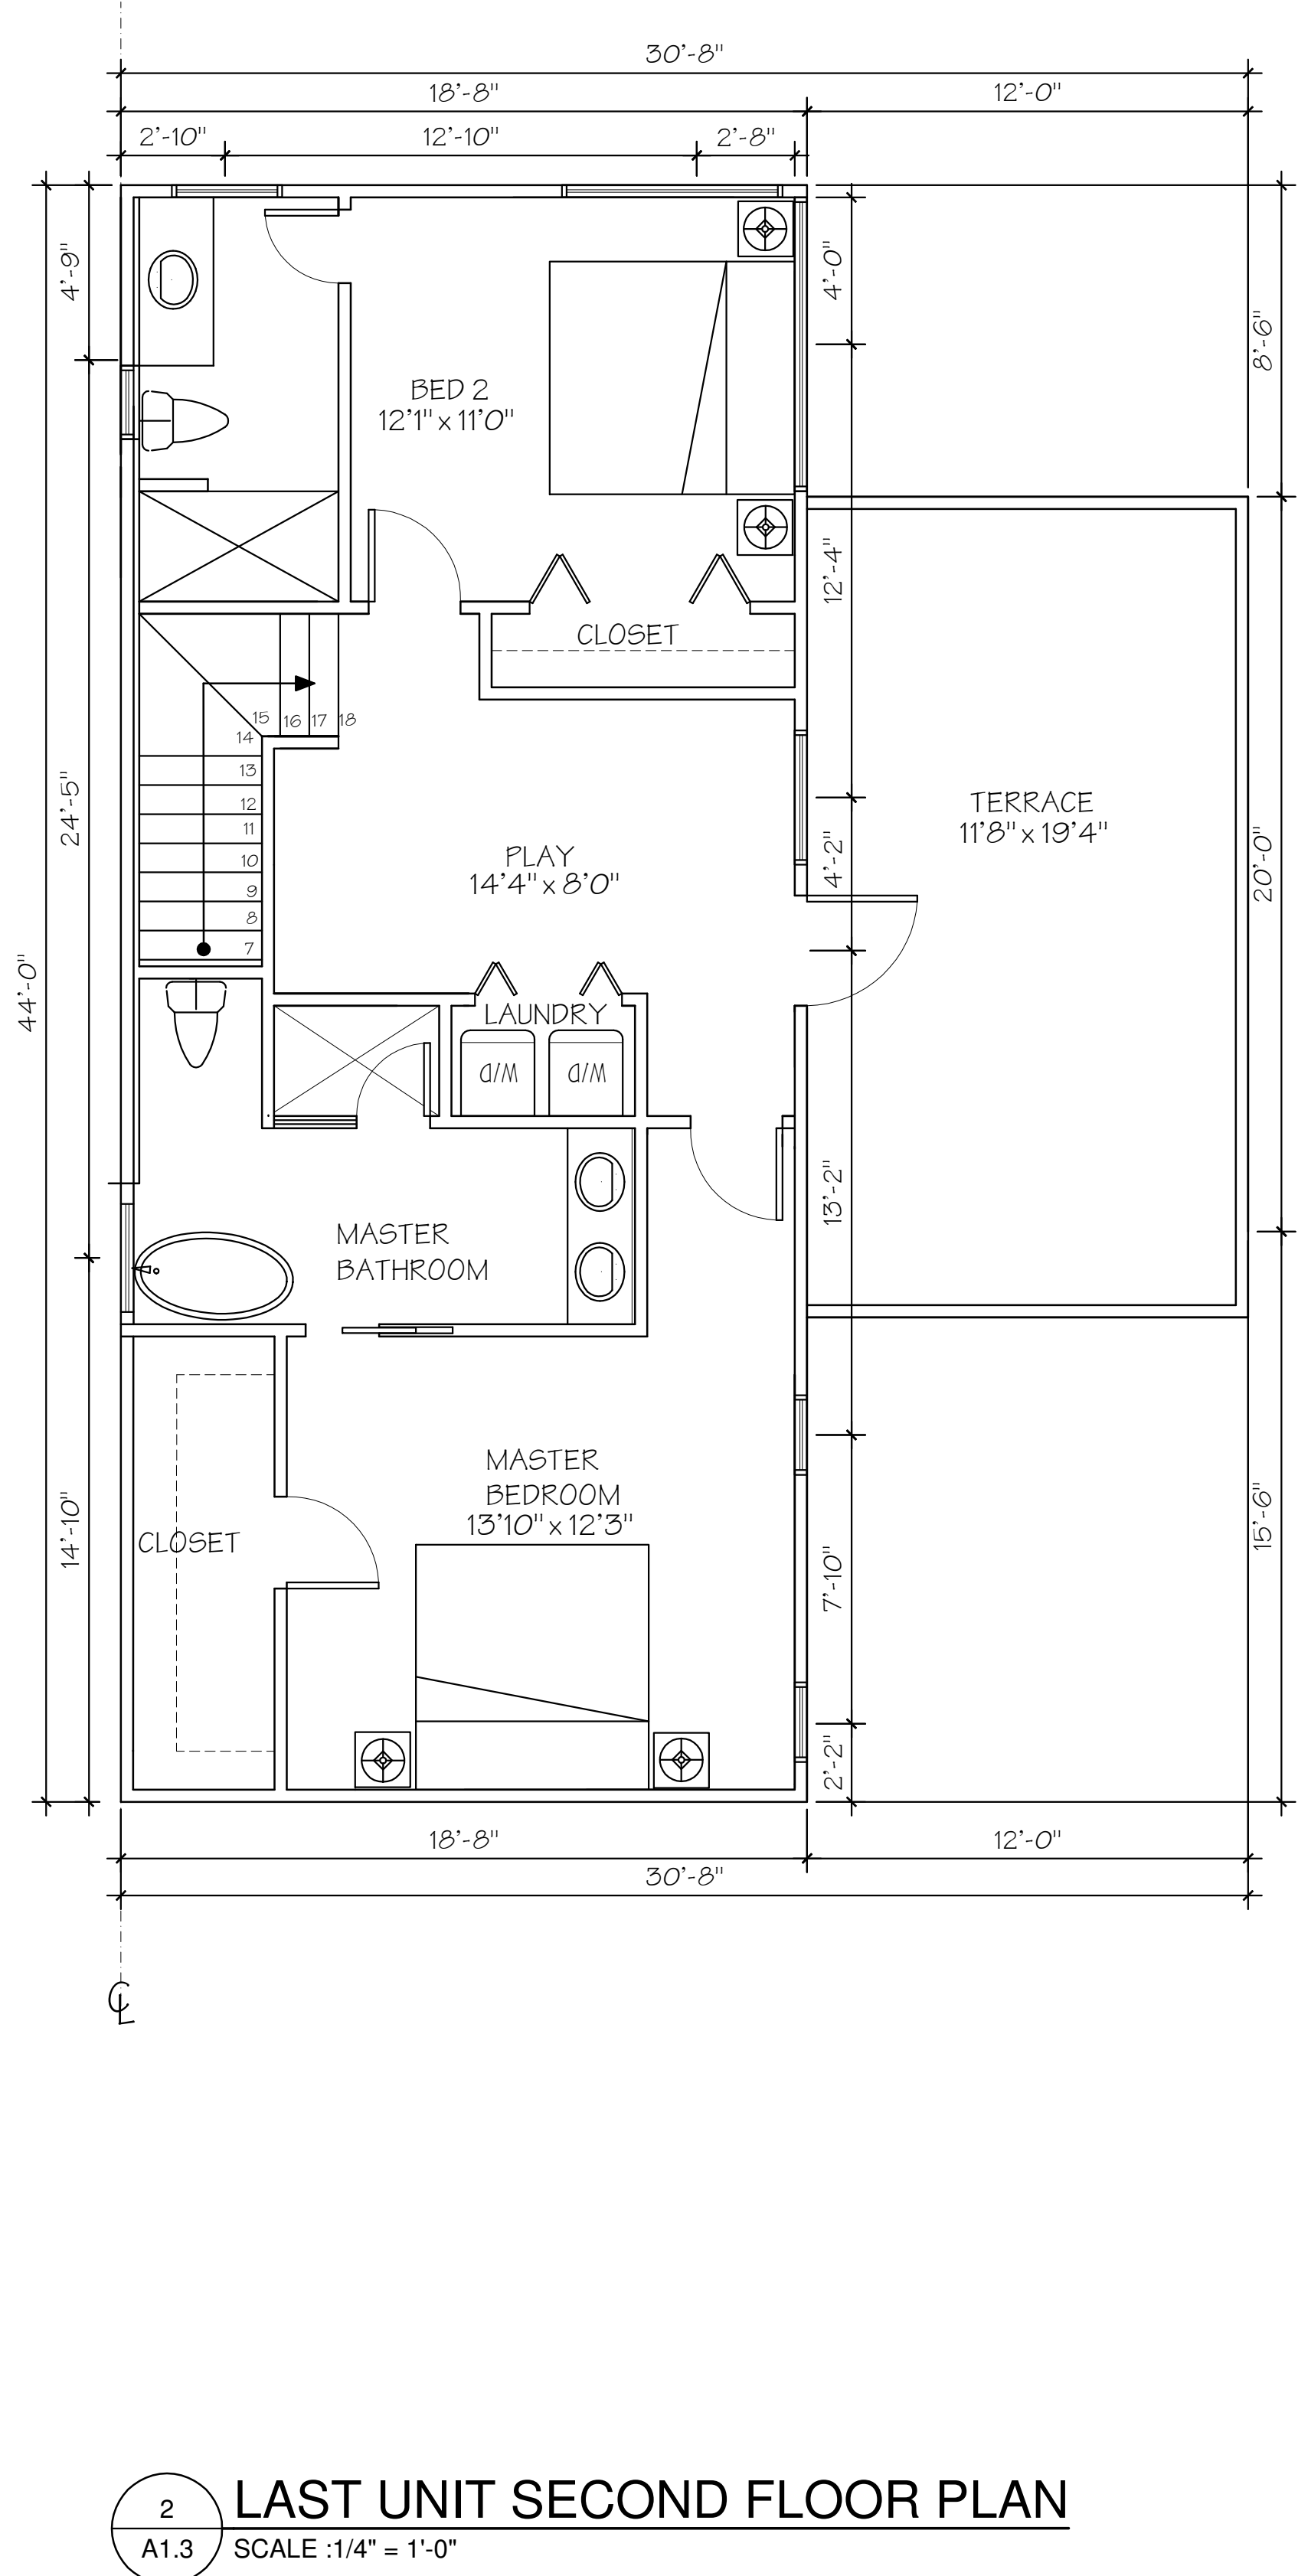 30'-8"
18'-8"
12'-0"
2'-10"
12'-10"
2'-8"
4'-9"
4'-0"
8'-6"
BED 2
12'1" x 11'0"
12'-4"
CLOSET
15
16
17
18
14
13
12
11
10
9
8
7
24'-5"
TERRACE
11'8" x 19'4"
PLAY
14'4" x 8'0"
4'-2"
20'-0"
44'-0"
LAUNDRY
W/D
W/D
13'-2"
MASTER
BATHROOM
MASTER
BEDROOM
13'10" x 12'3"
CLOSET
14'-10"
7'-10"
15'-6"
2'-2"
18'-8"
12'-0"
30'-8"
CL
2
LAST UNIT SECOND FLOOR PLAN
A1.3
SCALE :1/4" = 1'-0"